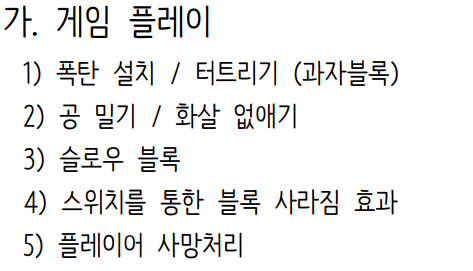 가. 게임 플레이
1) 폭탄 설치 / 터트리기 (과자블록)
2) 공 밀기 / 화살 없애기
3) 슬로우 블록
4) 스위치를 통한 블록 사라짐 효과
5) 플레이어 사망처리